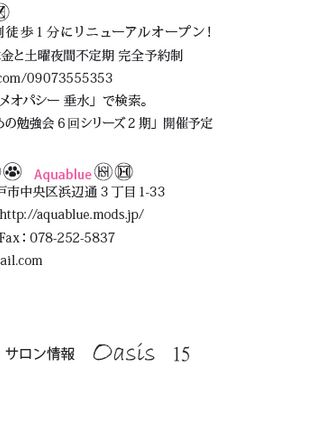 徒歩1分にリニューアルオープン!
金と土曜夜間不定期 完全予約制
.com/09073555353
メオパシー 垂水」で検索。
めの勉強会6回シリーズ2期」開催予定
Aquablue Ⓢ Ⓗ
戸市中央区浜辺通3丁目1-33
http://aquablue.mods.jp/
Fax:078-252-5837
ail.com
サロン情報 Oasis 15